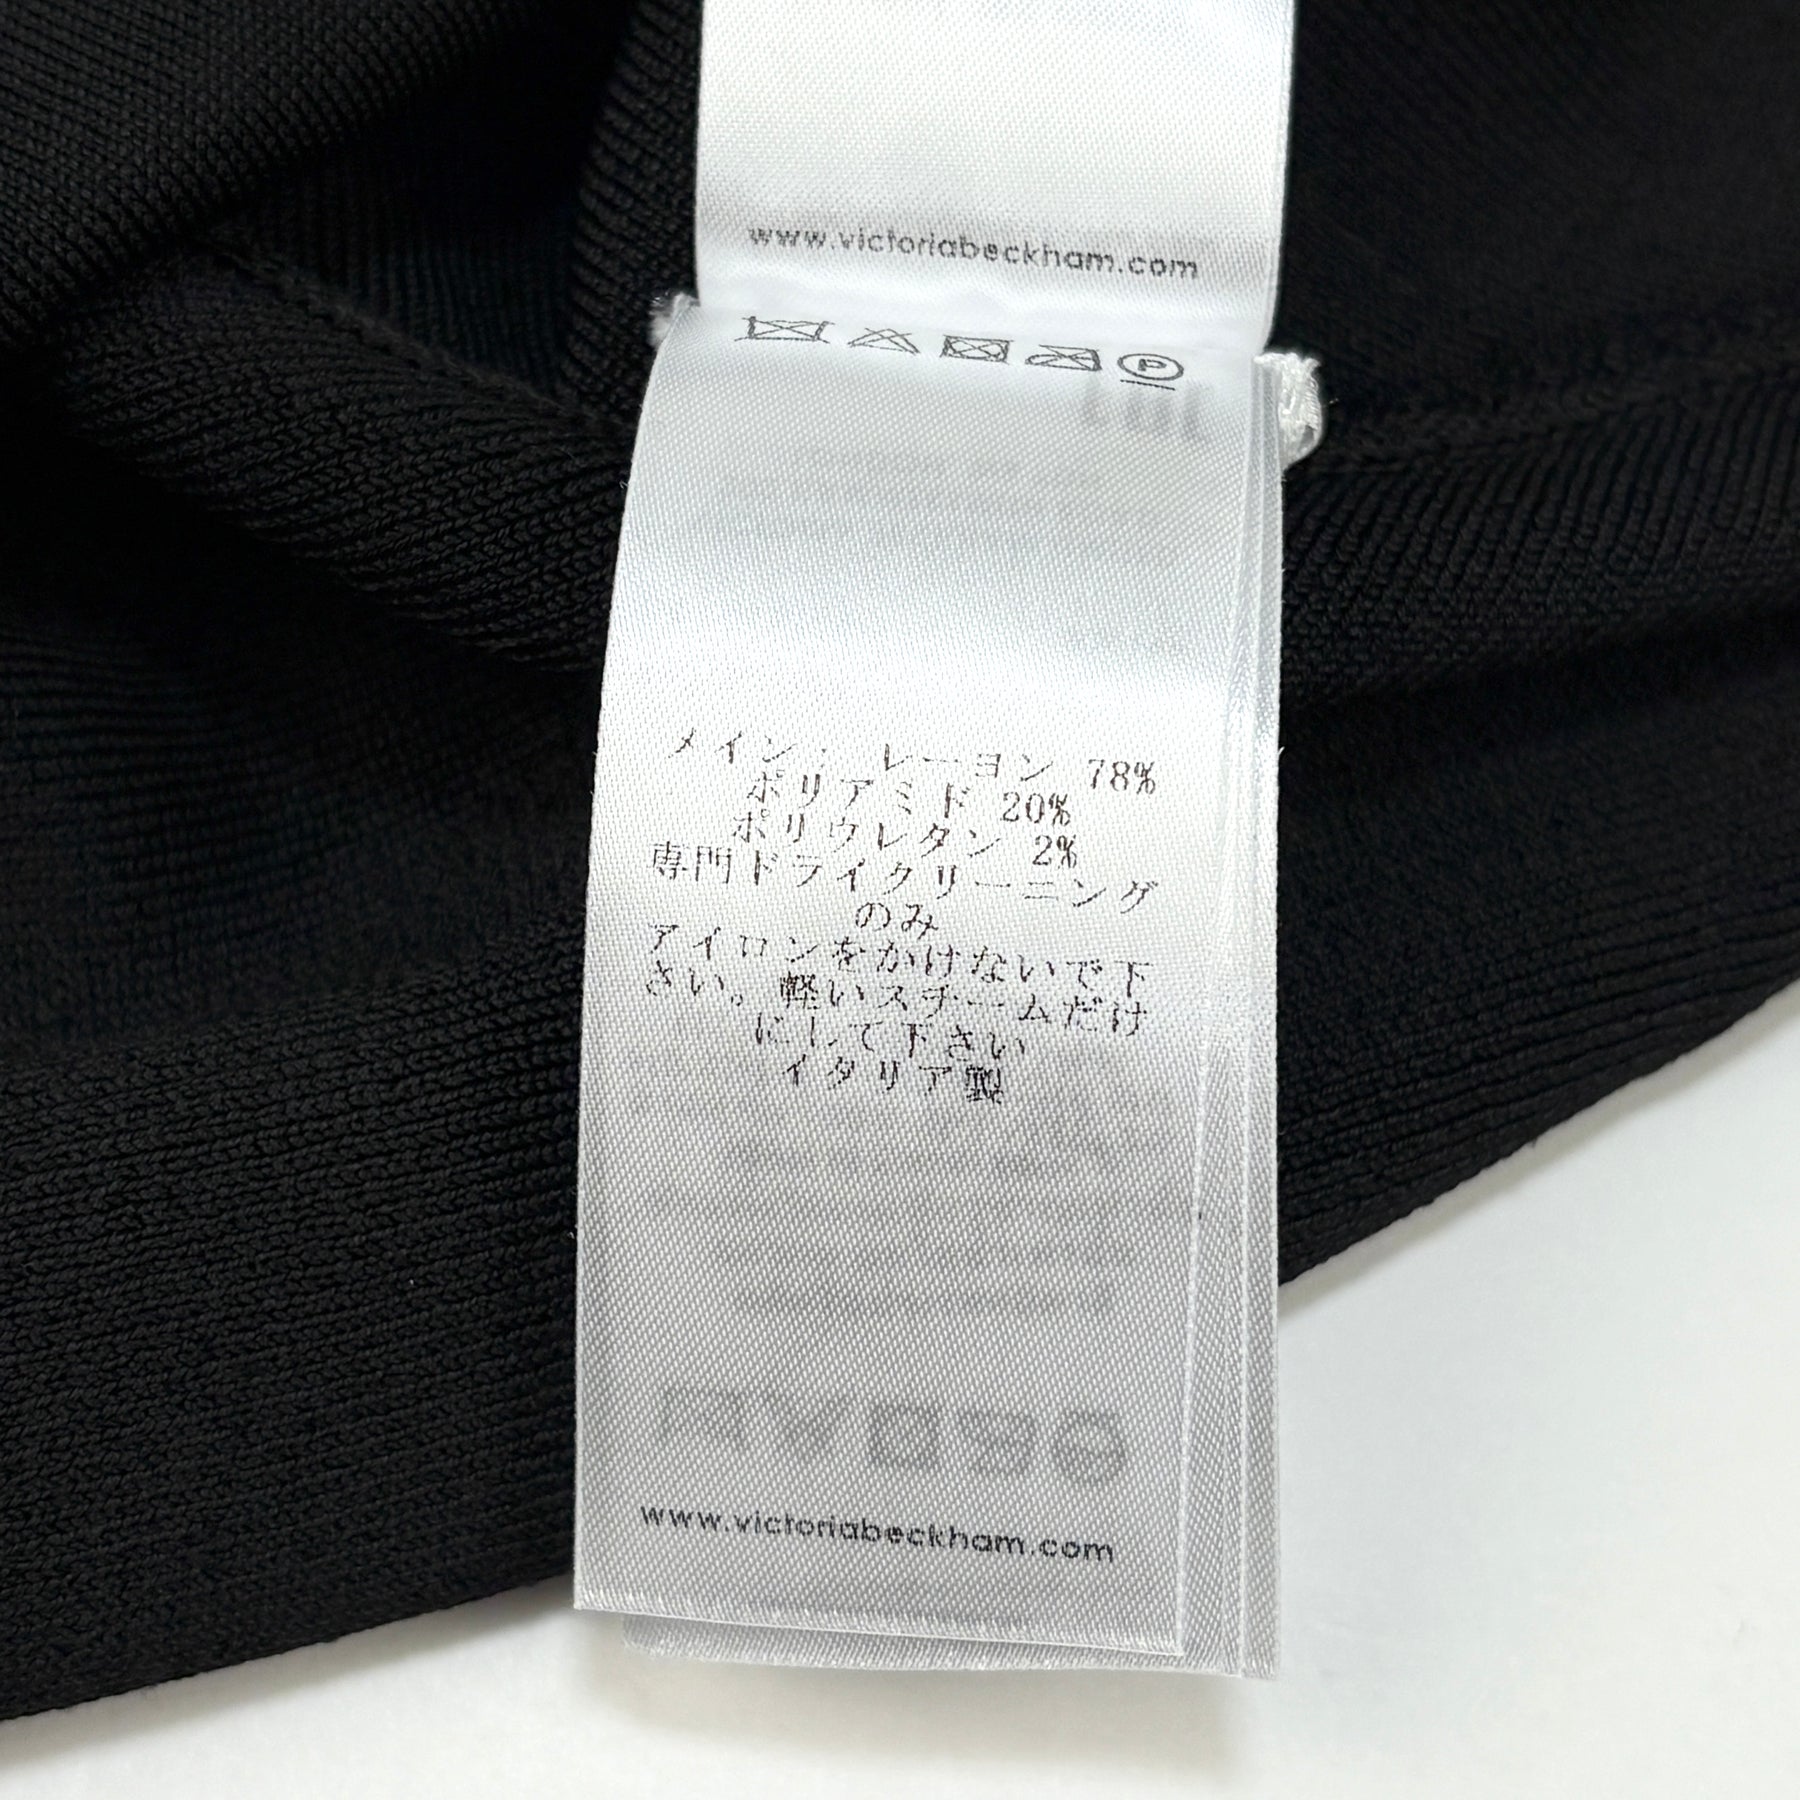 www.victoriabeckham.com
P
メイン: レーヨン 78%
ポリアミド 20%
ポリウレタン 2%
専門ドライクリーニング
のみ
アイロンをかけないで下
さい。軽いスチームだけ
にして下さい
イタリア製
www.victoriabeckham.com